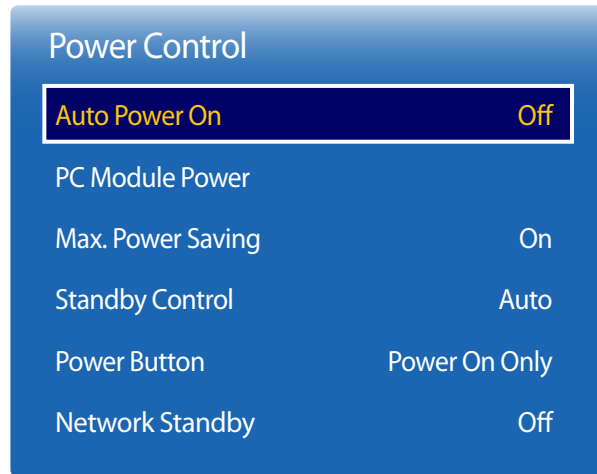 Power Control
Auto Power On Off
PC Module Power
Max. Power Saving On
Standby Control Auto
Power Button Power On Only
Network Standby Off